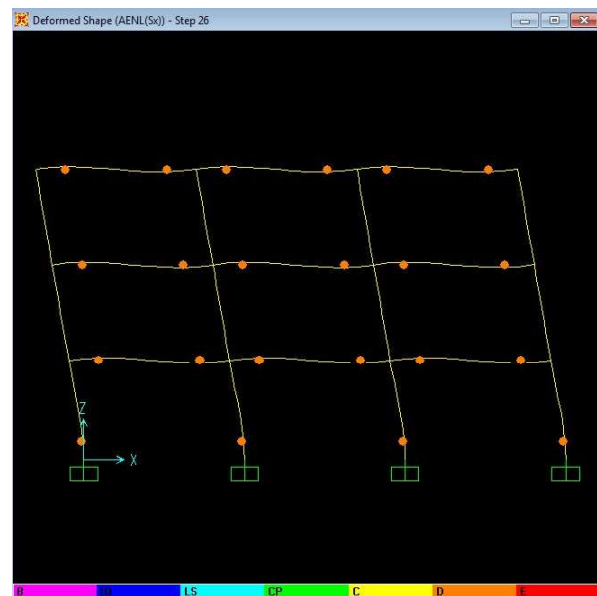 Deformed Shape (AENL(Sx)) - Step 26
Z
X
B IO LS CP C D E